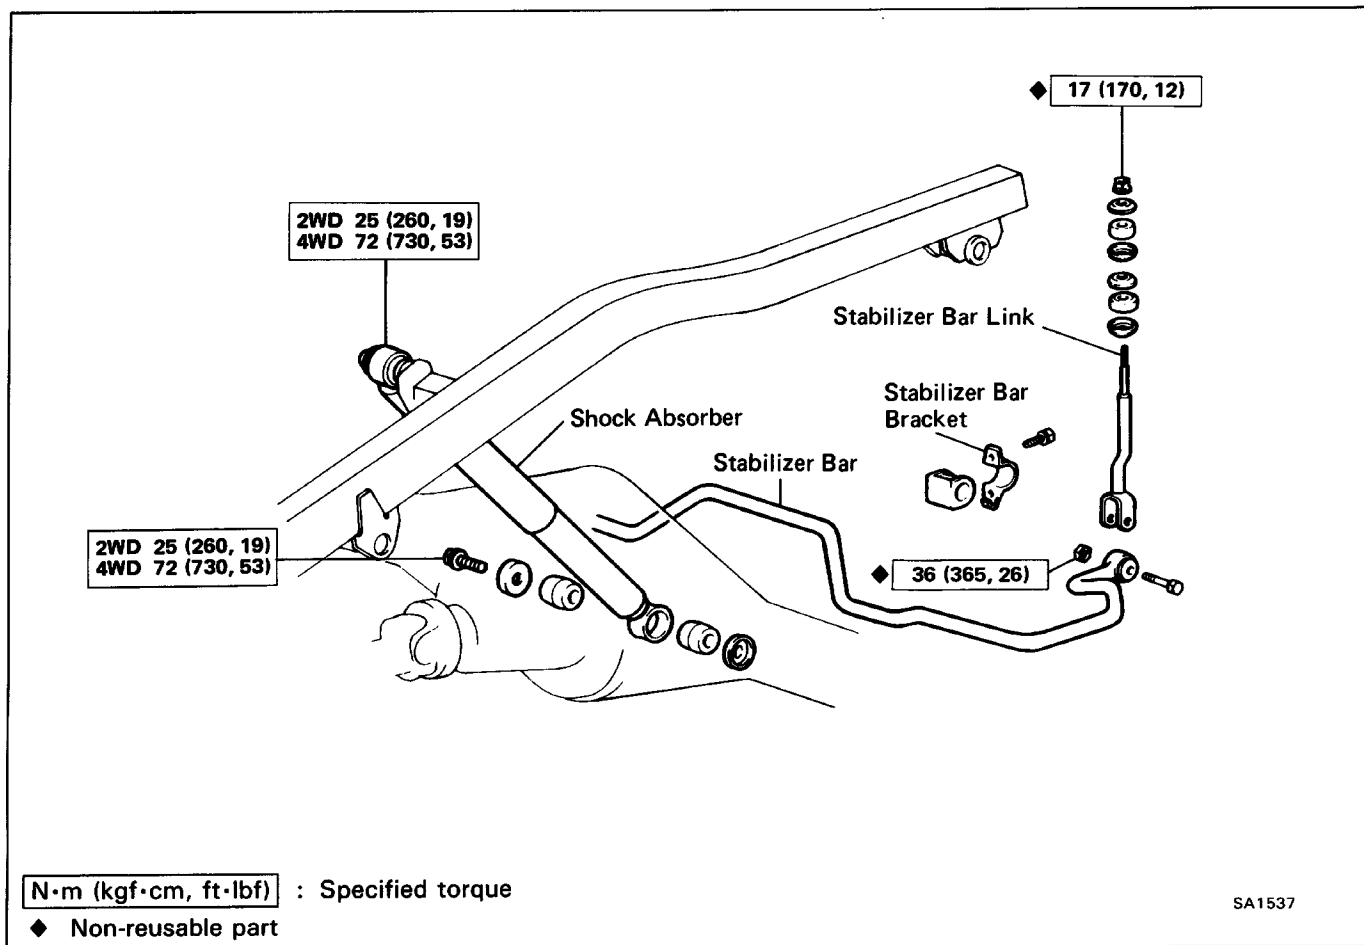 ◆ 17 (170, 12)
2WD 25 (260, 19)
4WD 72 (730, 53)
Stabilizer Bar Link
Stabilizer Bar
Bracket
Shock Absorber
Stabilizer Bar
2WD 25 (260, 19)
4WD 72 (730, 53)
◆ 36 (365, 26)
N·m (kgf·cm, ft·lbf) : Specified torque
◆ Non-reusable part
SA1537